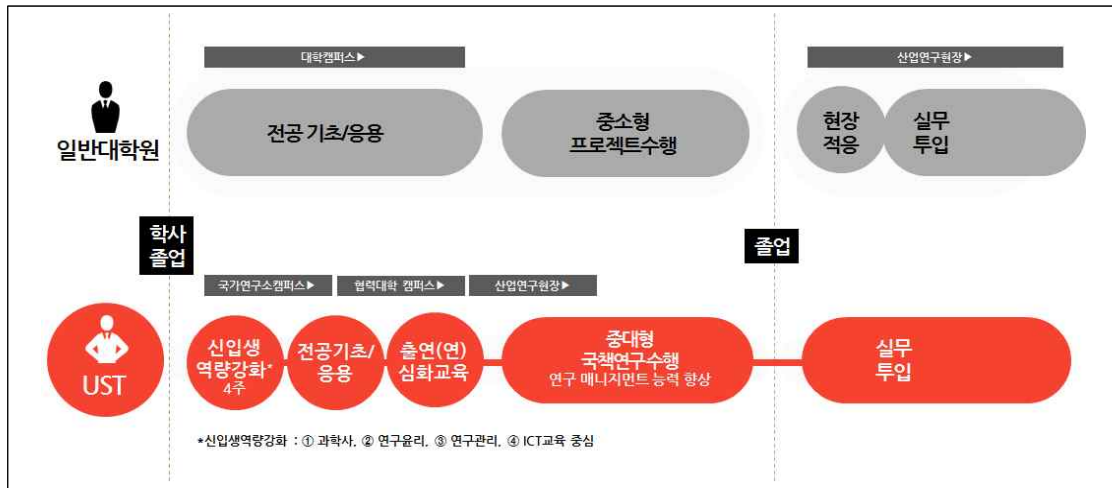 대학캠퍼스▶
산업연구현장▶
일반대학원
전공 기초/응용
중소형
프로젝트수행
현장
적응
실무
투입
학사
졸업
졸업
국가연구소캠퍼스▶
협력대학 캠퍼스▶
산업연구현장▶
UST
신입생
역량강화*
4주
전공기초/
응용
출연(연)
심화교육
중대형
국책연구수행
연구 매니지먼트 능력 향상
실무
투입
*신입생역량강화 : ① 과학사, ② 연구윤리, ③ 연구관리, ④ ICT교육 중심